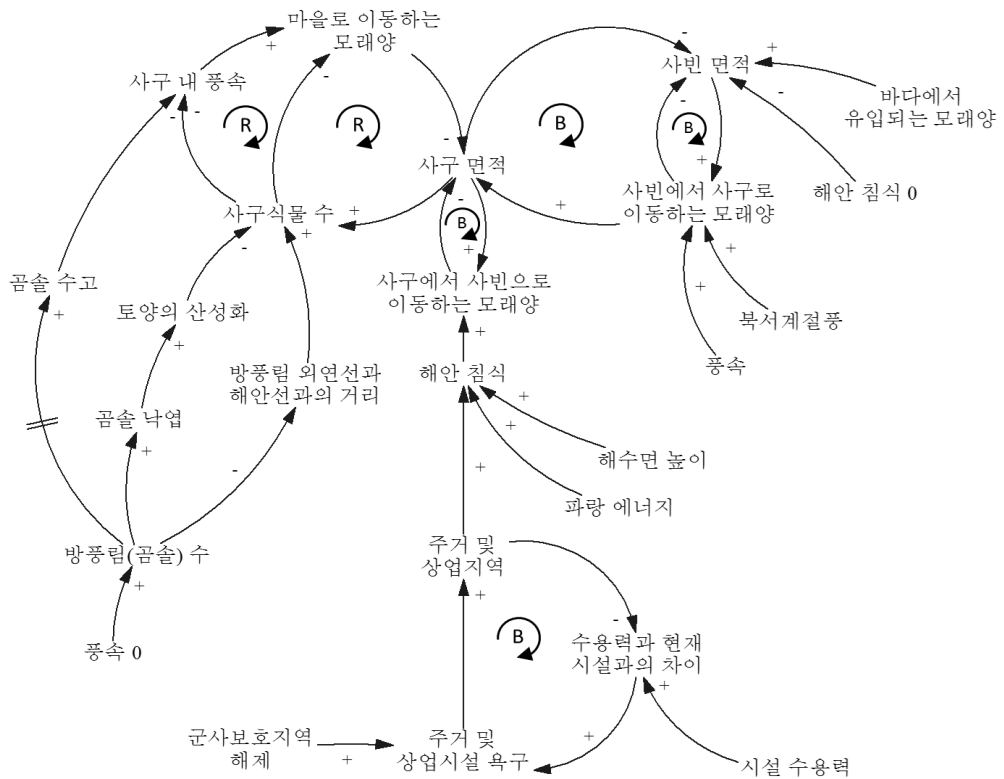 마을로 이동하는
모래양
+
-
사구 내 풍속
-
-
R
R
-
B
사빈 면적
+
-
-
B
바다에서
유입되는 모래양
-
사구 면적
+
사빈에서 사구로
이동하는 모래양
해안 침식 0
사구식물 수
+
+
-
-
B
+
+
+
+
곰솔 수고
+
토양의 산성화
+
사구에서 사빈으로
이동하는 모래양
+
북서계절풍
풍속
방풍림 외연선과
해안선과의 거리
해안 침식
곰솔 낙엽
+
+
+
해수면 높이
-
+
파랑 에너지
방풍림(곰솔) 수
+
주거 및
상업지역
+
-
B
수용력과 현재
시설과의 차이
+
풍속 0
군사보호지역
해제
+
주거 및
상업시설 욕구
+
시설 수용력